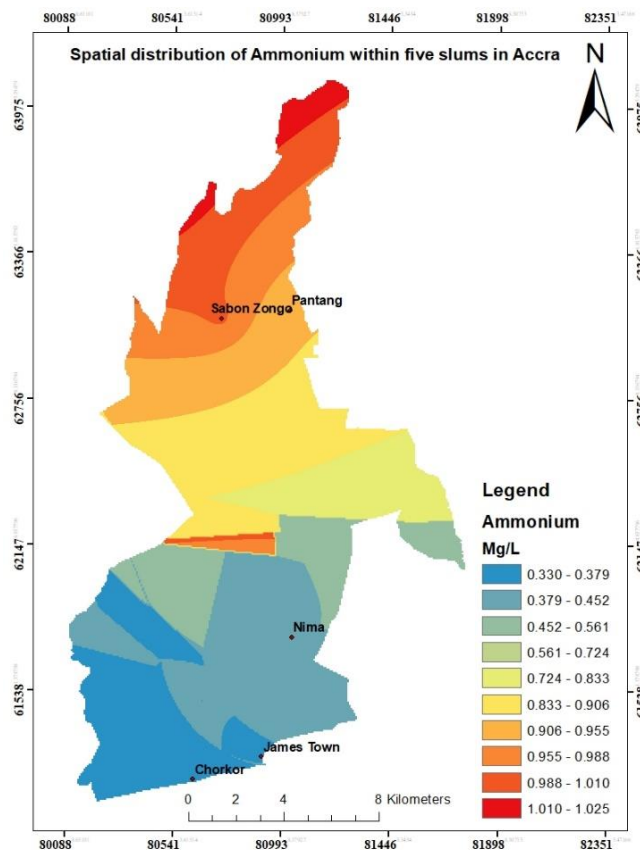 80088 80541 80993 81446 81898 82351
Spatial distribution of Ammonium within five slums in Accra
N
63975
63366
62756
62147
61538
63975
62756
62147
Sabon Zongo
Pantang
Nima
James Town
Chorkor
Legend
Ammonium
Mg/L
0.330 - 0.379
0.379 - 0.452
0.452 - 0.561
0.561 - 0.724
0.724 - 0.833
0.833 - 0.906
0.906 - 0.955
0.955 - 0.988
0.988 - 1.010
1.010 - 1.025
0 2 4 8 Kilometers
80088 80541 80993 81446 81898 82351